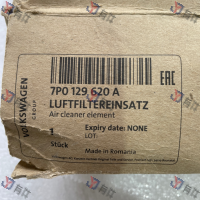 VOLKSWAGEN
GROUP
7P0 129 620 A
LUFTFILTEREINSATZ
Air cleaner element
1
Stück
Expiry date: NONE
LOT:
Made in Romania
EAC